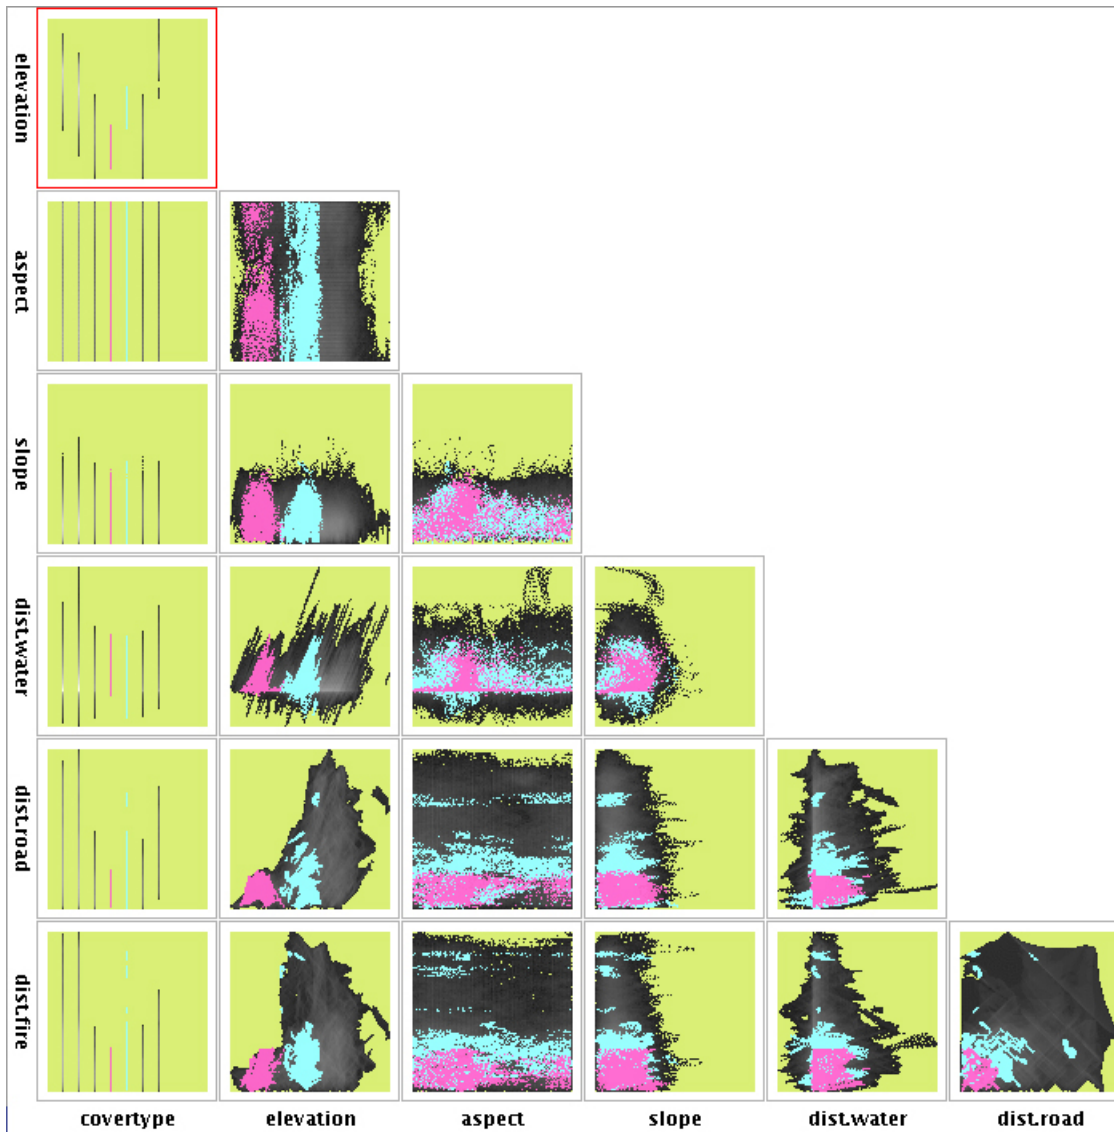 elevation
aspect
slope
dist.water
dist.road
dist.fire
covertype elevation aspect slope dist.water dist.road